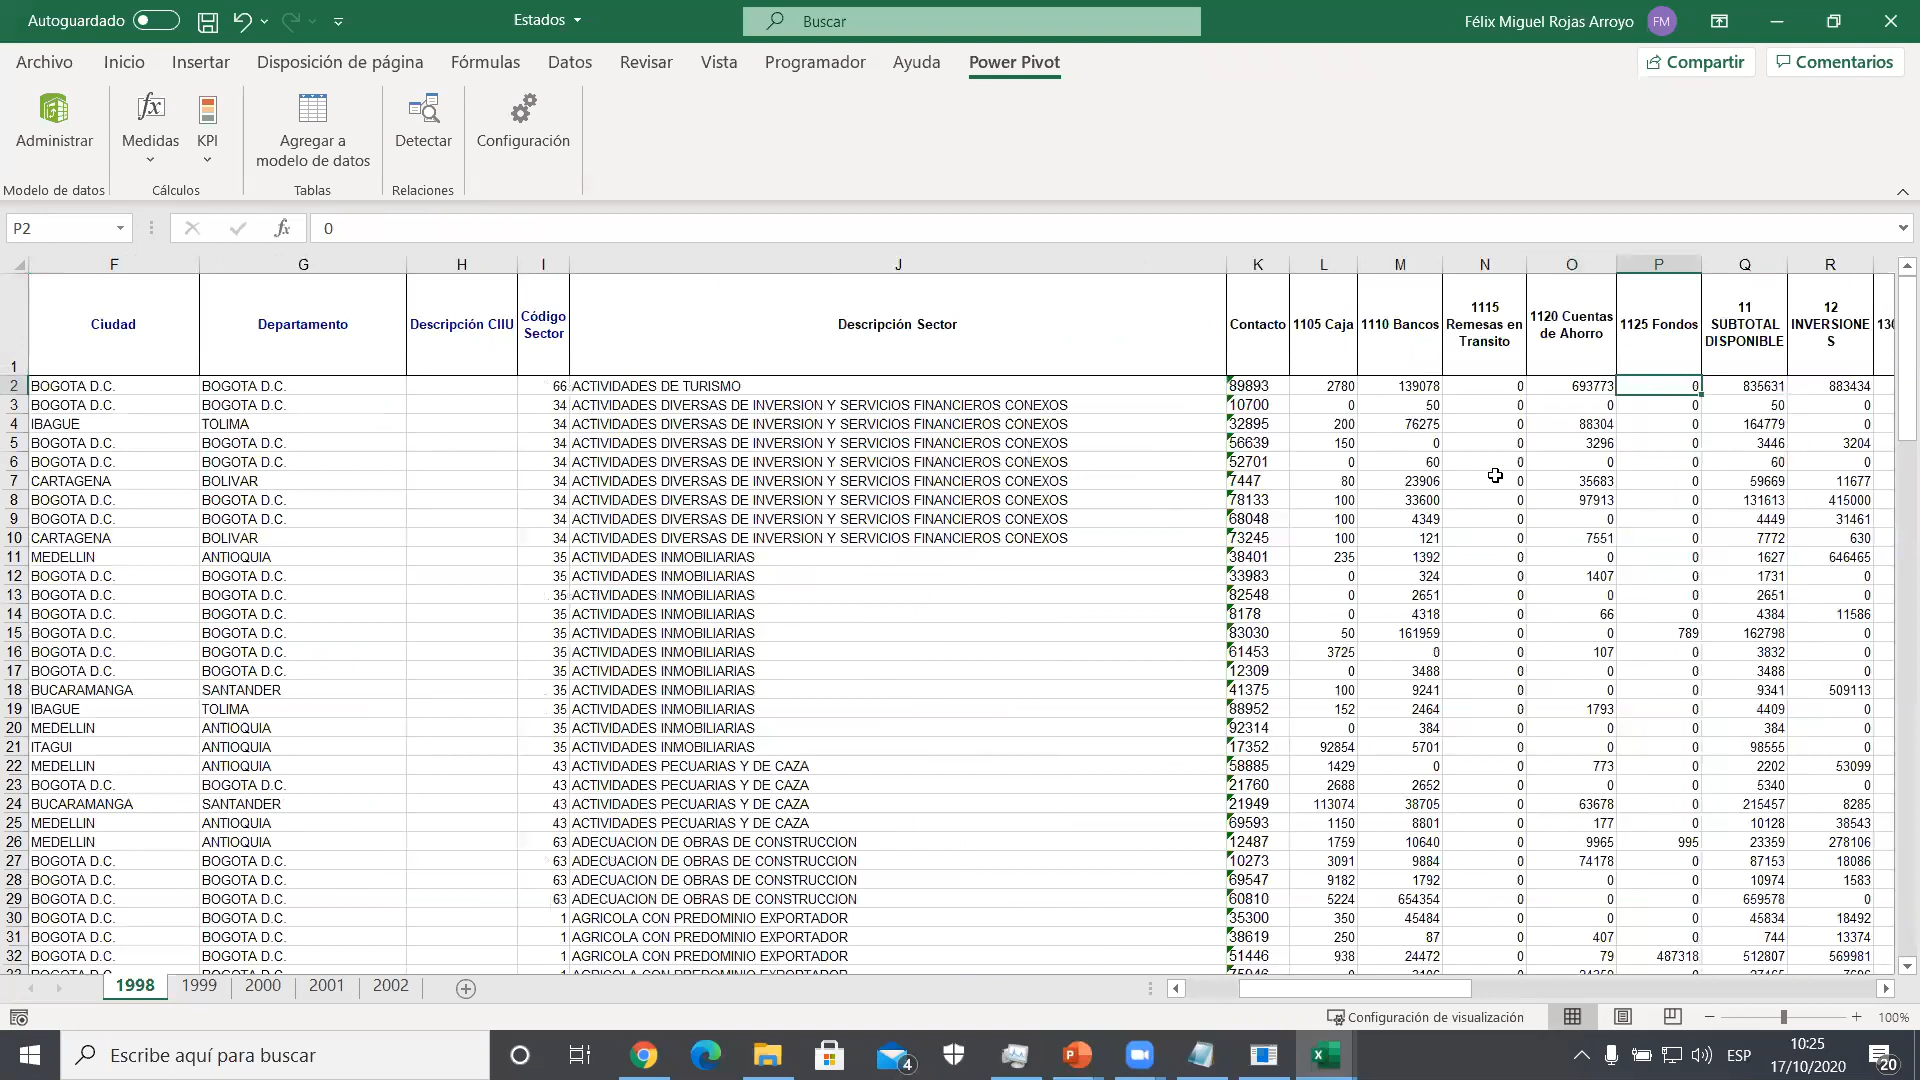 Autoguardado Estados Buscar Félix Miguel Rojas Arroyo FM
Archivo Inicio Insertar Disposición de página Fórmulas Datos Revisar Vista Programador Ayuda Power Pivot Compartir Comentarios
Administrar Medidas KPI Agregar a modelo de datos Detectar Configuración
Modelo de datos Cálculos Tablas Relaciones
P2 fx 0
F G H I J K L M N O P Q R
1 Ciudad Departamento Descripción CIIU Código Sector Descripción Sector Contacto 1105 Caja 1110 Bancos 1115 Remesas en Transito 1120 Cuentas de Ahorro 1125 Fondos 11 SUBTOTAL DISPONIBLE 12 INVERSIONES 130
2 BOGOTA D.C. BOGOTA D.C. 66 ACTIVIDADES DE TURISMO 89893 2780 139078 0 693773 0 835631 883434
3 BOGOTA D.C. BOGOTA D.C. 34 ACTIVIDADES DIVERSAS DE INVERSION Y SERVICIOS FINANCIEROS CONEXOS 10700 0 50 0 0 0 50 0
4 IBAGUE TOLIMA 34 ACTIVIDADES DIVERSAS DE INVERSION Y SERVICIOS FINANCIEROS CONEXOS 32895 200 76275 0 88304 0 164779 0
5 BOGOTA D.C. BOGOTA D.C. 34 ACTIVIDADES DIVERSAS DE INVERSION Y SERVICIOS FINANCIEROS CONEXOS 56639 150 0 0 3296 0 3446 3204
6 BOGOTA D.C. BOGOTA D.C. 34 ACTIVIDADES DIVERSAS DE INVERSION Y SERVICIOS FINANCIEROS CONEXOS 52701 0 60 0 0 0 60 0
7 CARTAGENA BOLIVAR 34 ACTIVIDADES DIVERSAS DE INVERSION Y SERVICIOS FINANCIEROS CONEXOS 7447 80 23906 0 35683 0 59669 11677
8 BOGOTA D.C. BOGOTA D.C. 34 ACTIVIDADES DIVERSAS DE INVERSION Y SERVICIOS FINANCIEROS CONEXOS 78133 100 33600 0 97913 0 131613 415000
9 BOGOTA D.C. BOGOTA D.C. 34 ACTIVIDADES DIVERSAS DE INVERSION Y SERVICIOS FINANCIEROS CONEXOS 68048 100 4349 0 0 0 4449 31461
10 CARTAGENA BOLIVAR 34 ACTIVIDADES DIVERSAS DE INVERSION Y SERVICIOS FINANCIEROS CONEXOS 73245 100 121 0 7551 0 7772 630
11 MEDELLIN ANTIOQUIA 35 ACTIVIDADES INMOBILIARIAS 38401 235 1392 0 0 0 1627 646465
12 BOGOTA D.C. BOGOTA D.C. 35 ACTIVIDADES INMOBILIARIAS 33983 0 324 0 1407 0 1731 0
13 BOGOTA D.C. BOGOTA D.C. 35 ACTIVIDADES INMOBILIARIAS 82548 0 2651 0 0 0 2651 0
14 BOGOTA D.C. BOGOTA D.C. 35 ACTIVIDADES INMOBILIARIAS 8178 0 4318 0 66 0 4384 11586
15 BOGOTA D.C. BOGOTA D.C. 35 ACTIVIDADES INMOBILIARIAS 83030 50 161959 0 0 789 162798 0
16 BOGOTA D.C. BOGOTA D.C. 35 ACTIVIDADES INMOBILIARIAS 61453 3725 0 0 107 0 3832 0
17 BOGOTA D.C. BOGOTA D.C. 35 ACTIVIDADES INMOBILIARIAS 12309 0 3488 0 0 0 3488 0
18 BUCARAMANGA SANTANDER 35 ACTIVIDADES INMOBILIARIAS 41375 100 9241 0 0 0 9341 509113
19 IBAGUE TOLIMA 35 ACTIVIDADES INMOBILIARIAS 88952 152 2464 0 1793 0 4409 0
20 MEDELLIN ANTIOQUIA 35 ACTIVIDADES INMOBILIARIAS 92314 0 384 0 0 0 384 0
21 ITAGUI ANTIOQUIA 35 ACTIVIDADES INMOBILIARIAS 17352 92854 5701 0 0 0 98555 0
22 MEDELLIN ANTIOQUIA 43 ACTIVIDADES PECUARIAS Y DE CAZA 58885 1429 0 0 773 0 2202 53099
23 BOGOTA D.C. BOGOTA D.C. 43 ACTIVIDADES PECUARIAS Y DE CAZA 21760 2688 2652 0 0 0 5340 0
24 BUCARAMANGA SANTANDER 43 ACTIVIDADES PECUARIAS Y DE CAZA 21949 113074 38705 0 63678 0 215457 8285
25 MEDELLIN ANTIOQUIA 43 ACTIVIDADES PECUARIAS Y DE CAZA 69593 1150 8801 0 177 0 10128 38543
26 MEDELLIN ANTIOQUIA 63 ADECUACION DE OBRAS DE CONSTRUCCION 12487 1759 10640 0 9965 995 23359 278106
27 BOGOTA D.C. BOGOTA D.C. 63 ADECUACION DE OBRAS DE CONSTRUCCION 10273 3091 9884 0 74178 0 87153 18086
28 BOGOTA D.C. BOGOTA D.C. 63 ADECUACION DE OBRAS DE CONSTRUCCION 69547 9182 1792 0 0 0 10974 1583
29 BOGOTA D.C. BOGOTA D.C. 63 ADECUACION DE OBRAS DE CONSTRUCCION 60810 5224 654354 0 0 0 659578 0
30 BOGOTA D.C. BOGOTA D.C. 1 AGRICOLA CON PREDOMINIO EXPORTADOR 35300 350 45484 0 0 0 45834 18492
31 BOGOTA D.C. BOGOTA D.C. 1 AGRICOLA CON PREDOMINIO EXPORTADOR 38619 250 87 0 407 0 744 13374
32 BOGOTA D.C. BOGOTA D.C. 1 AGRICOLA CON PREDOMINIO EXPORTADOR 51446 938 24472 0 79 487318 512807 569981
1998 1999 2000 2001 2002
Configuración de visualización 100%
Escribe aquí para buscar 4 ESP 10:25 17/10/2020 20